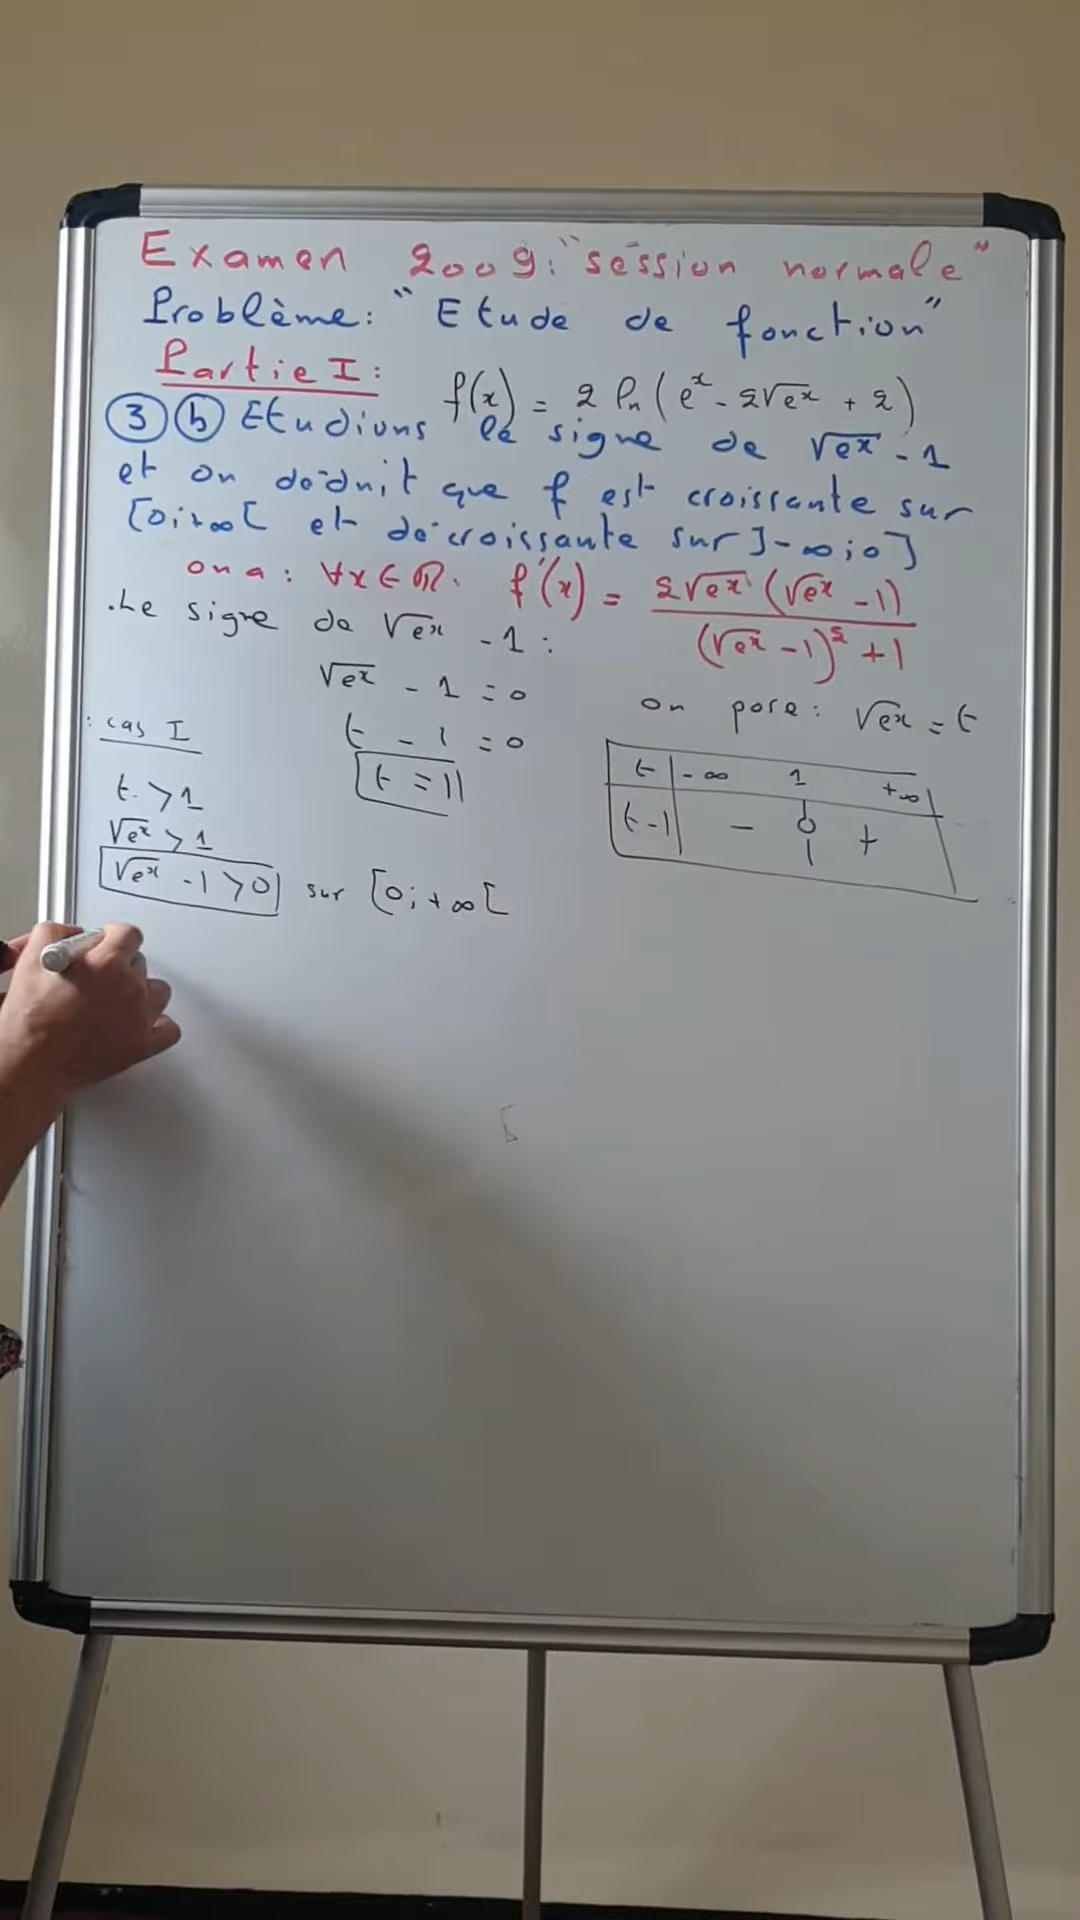 Examen 2009: "session normale"
Problème: "Etude de fonction"
Partie I:
f(x) = 2 ln(e^x - 2√e^x + 2)
③ ⓑ Etudions le signe de √e^x - 1
et on dédnit que f est croissante sur
[0;+∞[ et décroissante sur ]-∞;0]
on a: ∀x∈ℝ. f'(x) = 2√e^x (√e^x - 1) / (√e^x - 1)^2 + 1
.Le signe de √e^x - 1:
√e^x - 1 = 0
on pose: √e^x = t
t - 1 = 0
t = 1
: cas I
t > 1
√e^x > 1
√e^x - 1 > 0 sur [0;+∞[
t -∞ 1 +∞
t-1 - 0 +